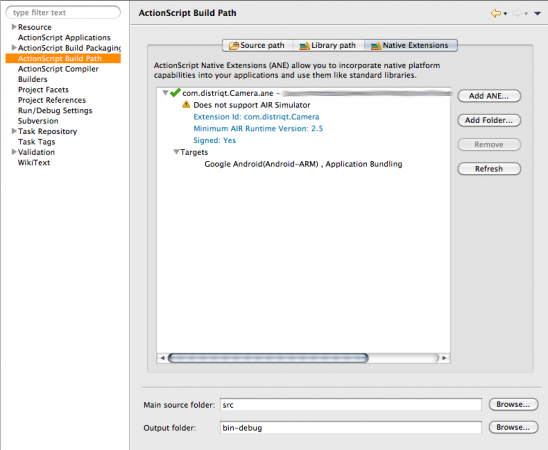 type filter text
Resource
ActionScript Applications
ActionScript Build Packaging
ActionScript Build Path
ActionScript Compiler
Builders
Project Facets
Project References
Run/Debug Settings
Subversion
Task Repository
Task Tags
Validation
WikiText
ActionScript Build Path
Source path
Library path
Native Extensions
ActionScript Native Extensions (ANE) allow you to incorporate native platform
capabilities into your applications and use them like standard libraries.
com.distriqt.Camera.ane –
Does not support AIR Simulator
Extension Id: com.distriqt.Camera
Minimum AIR Runtime Version: 2.5
Signed: Yes
Targets
Google Android(Android-ARM) , Application Bundling
Add ANE...
Add Folder...
Remove
Refresh
Main source folder: src Browse...
Output folder: bin-debug Browse...